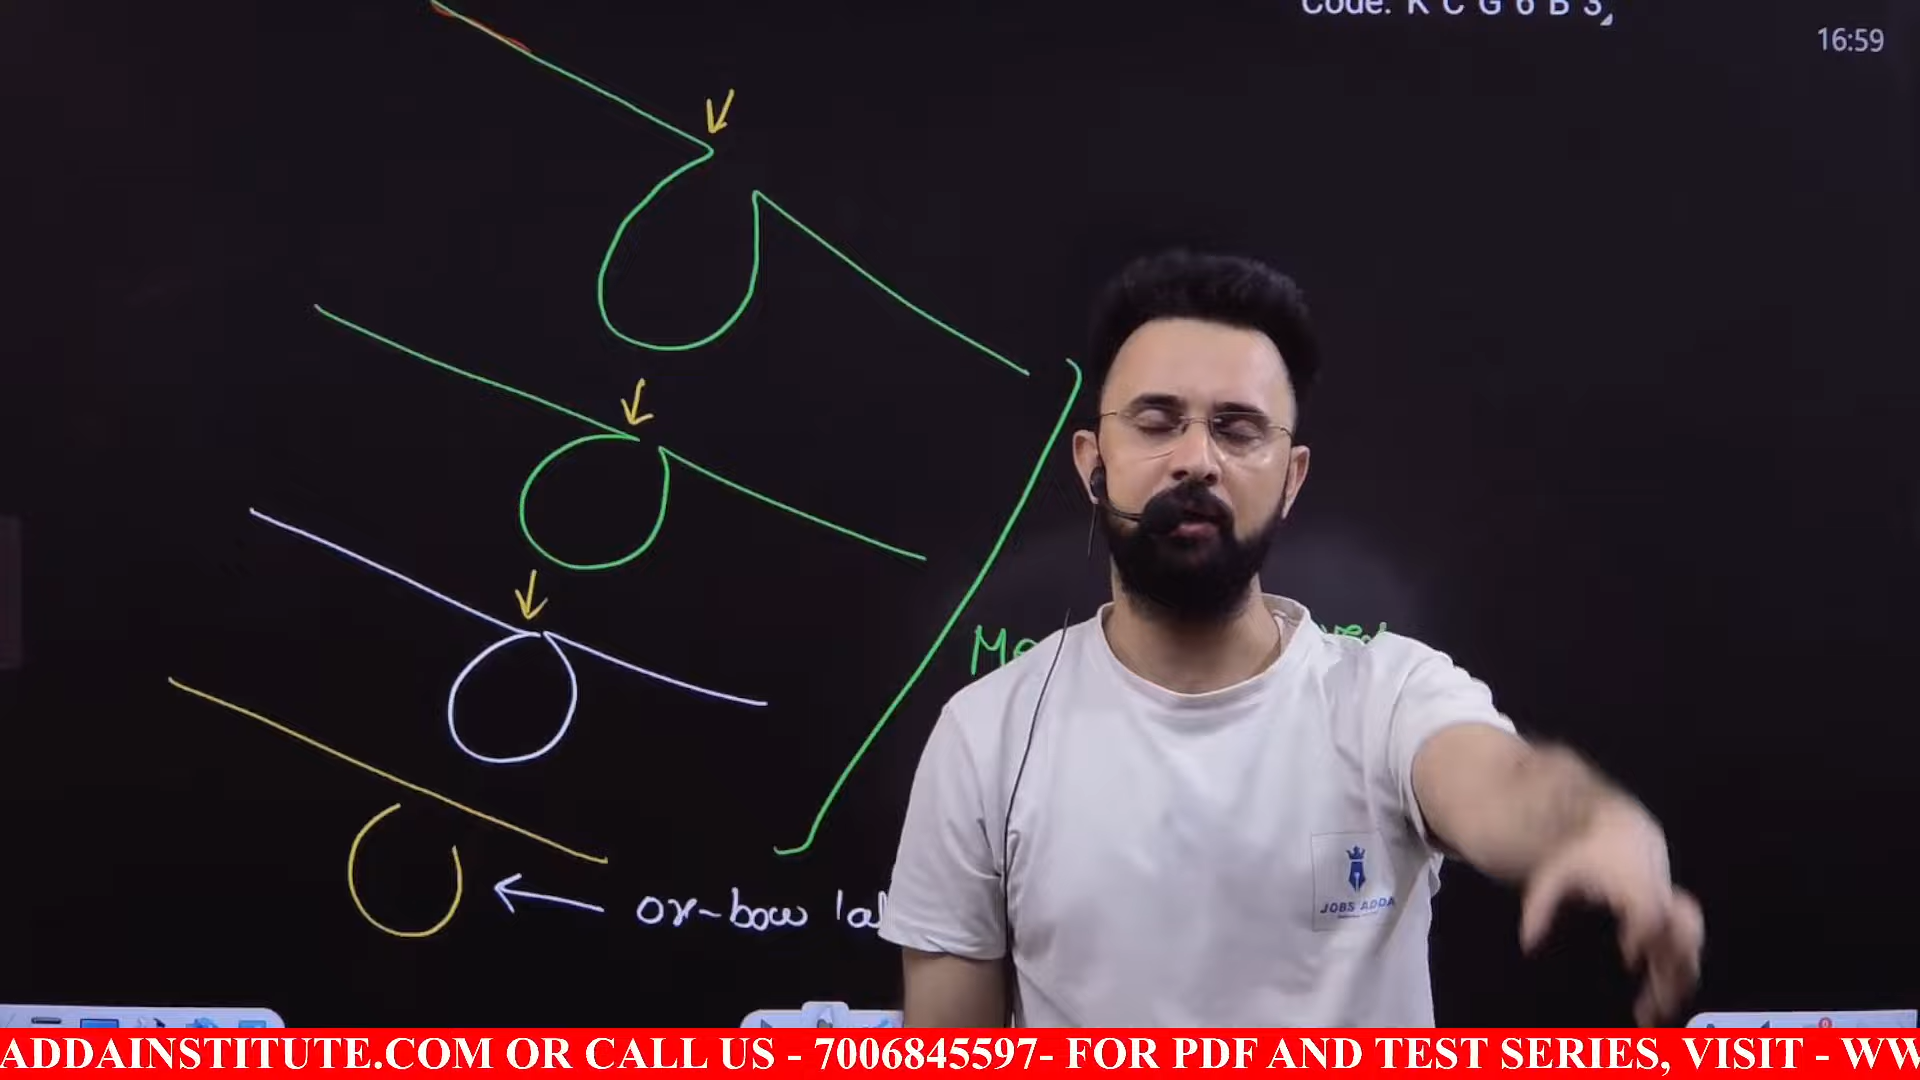 Code: K C G 6 B 3
16:59
ox-bow
JOBS ADDA
ADDAINSTITUTE.COM OR CALL US - 7006845597- FOR PDF AND TEST SERIES, VISIT - WW